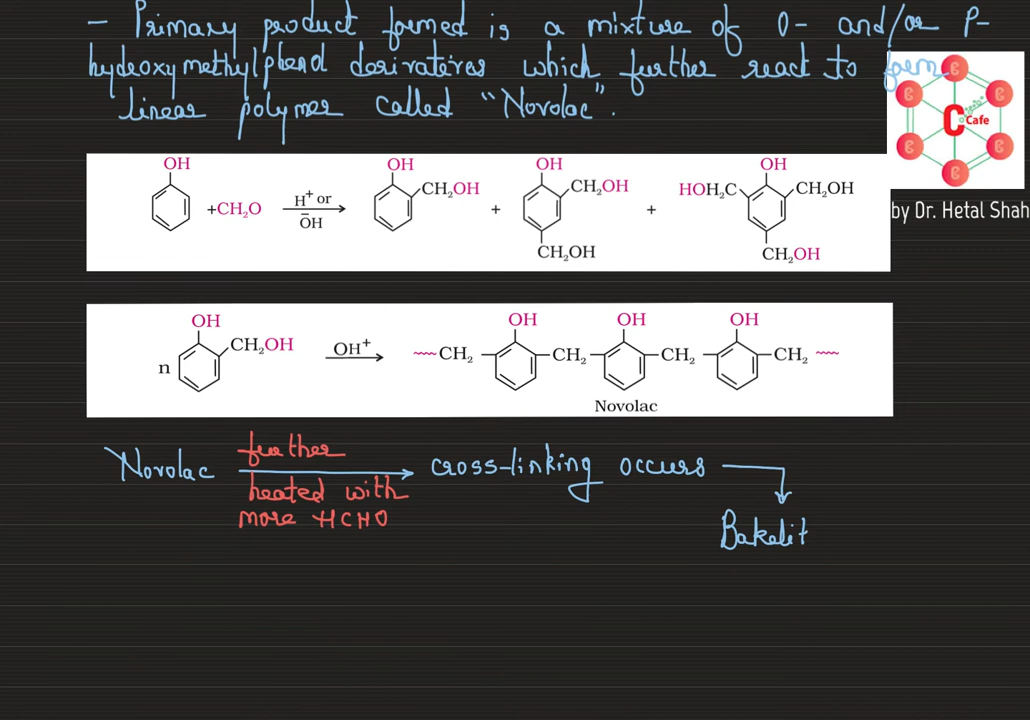 - Primary product formed is a mixture of O- and/or P-
hydroxymethylphenol derivatives which further react to form
linear polymer called "Novolac".
C Cafe
by Dr. Hetal Shah
OH OH OH OH
+CH₂O H⁺ or CH₂OH + CH₂OH + HOH₂C CH₂OH
ŌH
CH₂OH CH₂OH
OH OH OH OH
n CH₂OH OH⁺ CH₂ CH₂ CH₂ CH₂
Novolac
Novolac further cross-linking occurs
heated with
more HCHO Bakelit